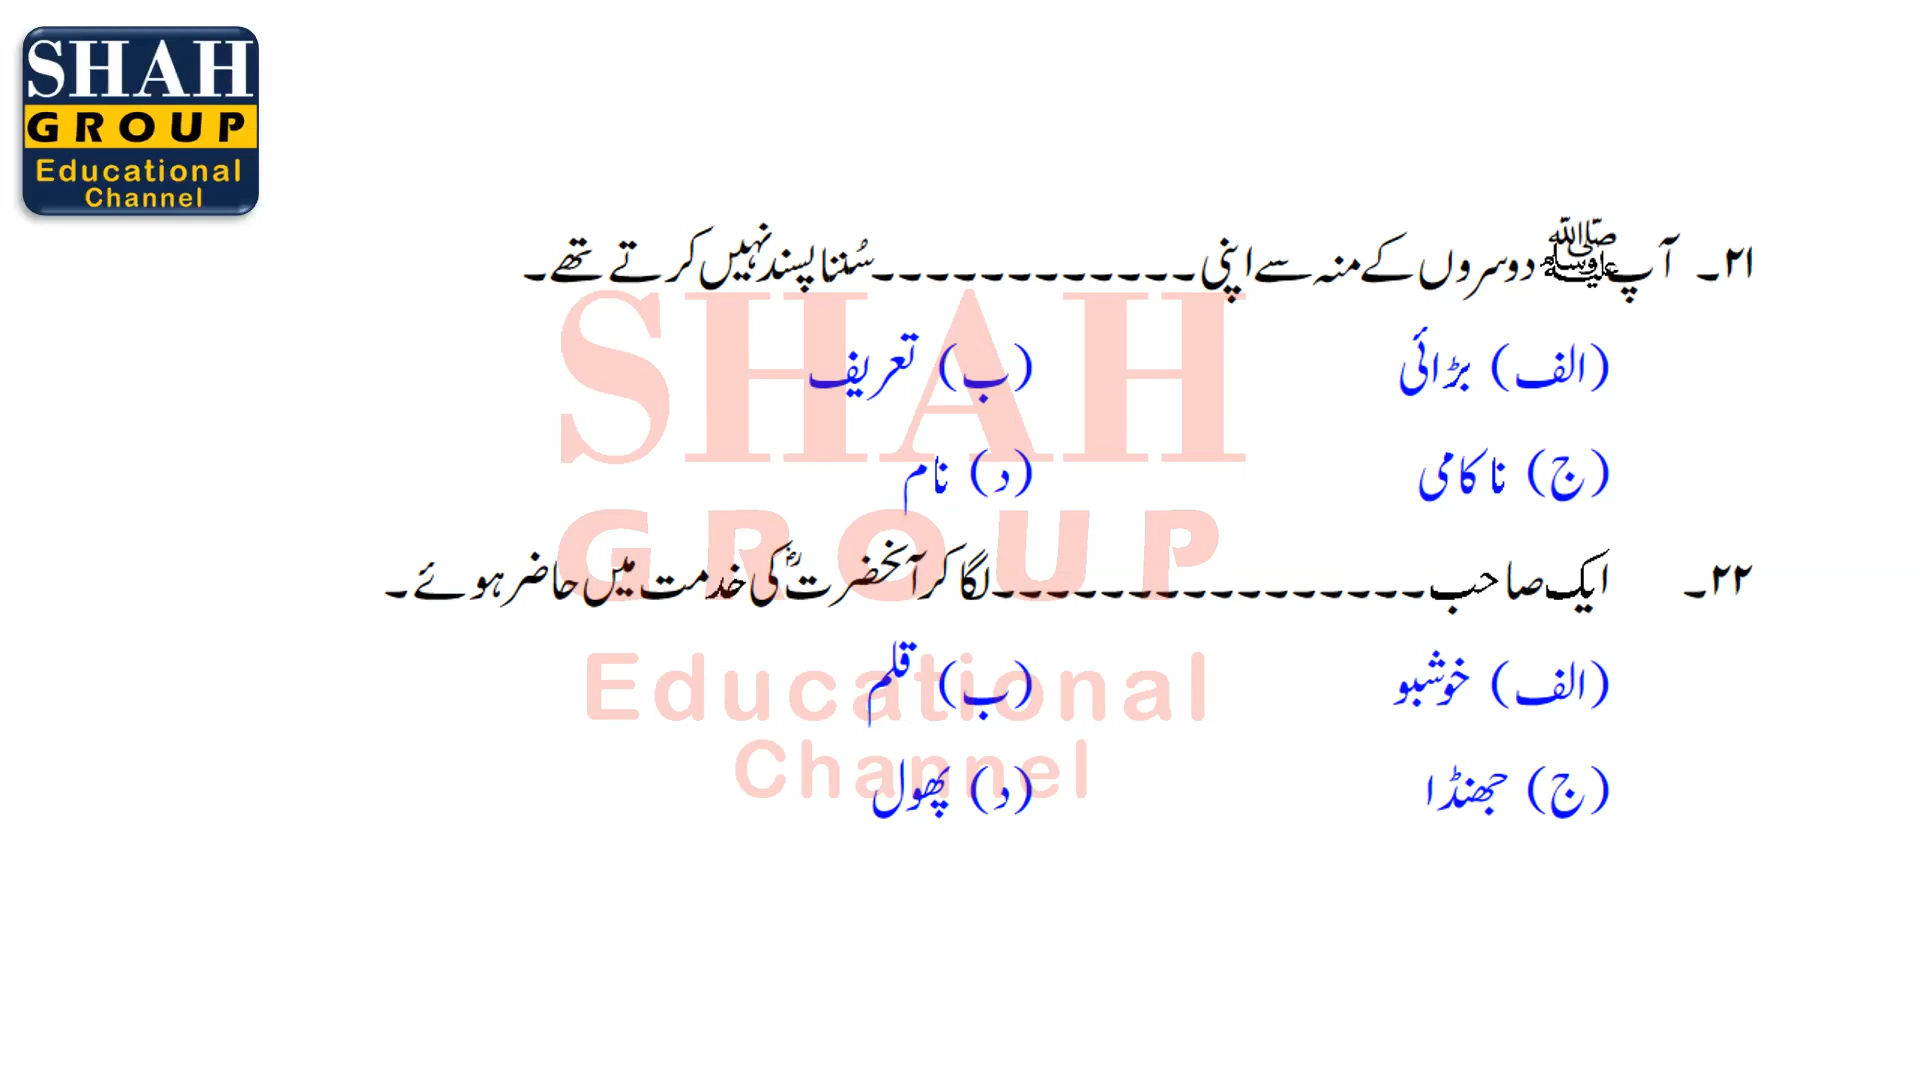 SHAH
GROUP
Educational
Channel
۲۱۔ آپ ﷺ دوسروں کے منہ سے اپنی ------------ سُننا پسند نہیں کرتے تھے۔
(الف) بڑائی (ب) تعریف
(ج) ناکامی (د) نام
۲۲۔ ایک صاحب ---------------- لگا کر آنحضرتؐ کی خدمت میں حاضر ہوئے۔
(الف) خوشبو (ب) قلم
(ج) جھنڈا (د) پھول
SHAH
GROUP
Educational
Channel